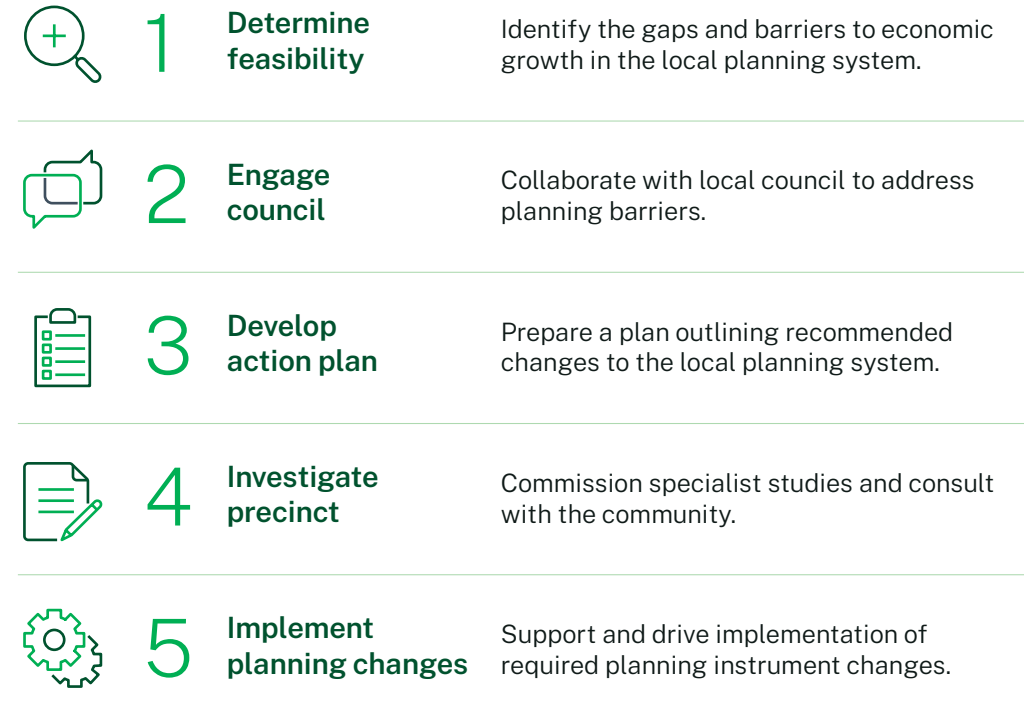 1
Determine
feasibility
Identify the gaps and barriers to economic
growth in the local planning system.
2
Engage
council
Collaborate with local council to address
planning barriers.
3
Develop
action plan
Prepare a plan outlining recommended
changes to the local planning system.
4
Investigate
precinct
Commission specialist studies and consult
with the community.
5
Implement
planning changes
Support and drive implementation of
required planning instrument changes.